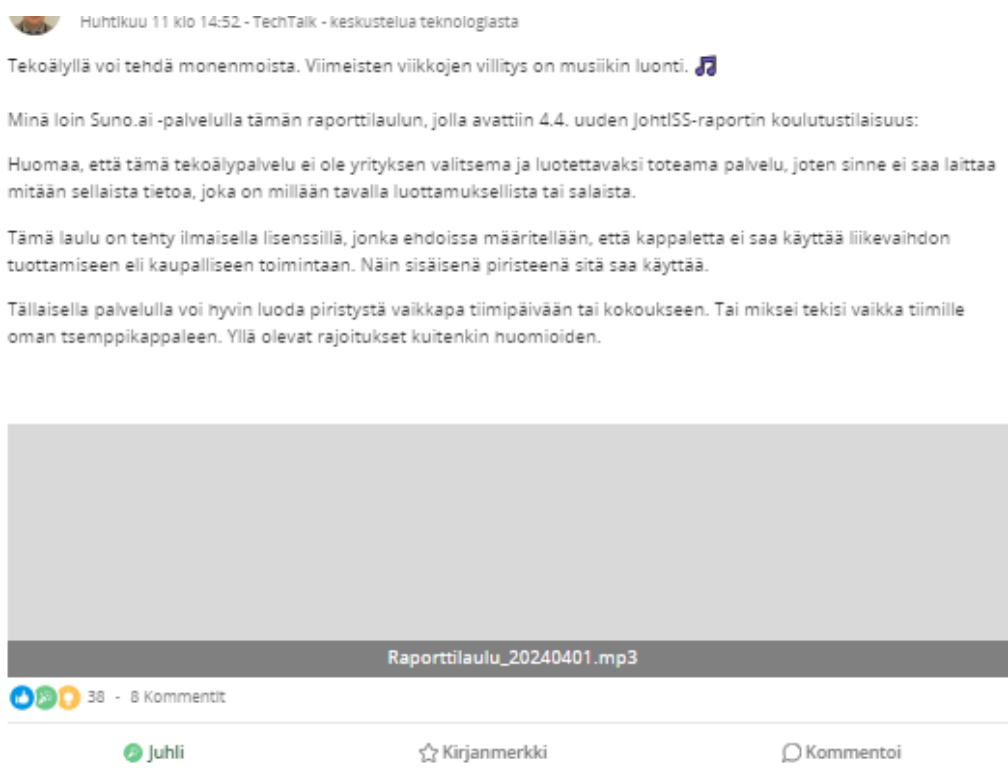 Huhtikuu 11 klo 14:52 - TechTalk - keskustelua teknologiasta
Tekoälyllä voi tehdä monenmoista. Viimeisten viikkojen villitys on musiikin luonti. 🎵
Minä loin Suno.ai -palvelulla tämän raporttilaulun, jolla avattiin 4.4. uuden JohtISS-raportin koulutustilaisuus:
Huomaa, että tämä tekoälypalvelu ei ole yrityksen valitsema ja luotettavaksi toteama palvelu, joten sinne ei saa laittaa
mitään sellaista tietoa, joka on millään tavalla luottamuksellista tai salaista.
Tämä laulu on tehty ilmaisella lisenssillä, jonka ehdoissa määritellään, että kappaletta ei saa käyttää liikevaihdon
tuottamiseen eli kaupalliseen toimintaan. Näin sisäisenä piristeenä sitä saa käyttää.
Tällaisella palvelulla voi hyvin luoda piristystä vaikkapa tiimipäivään tai kokoukseen. Tai miksei tekisi vaikka tiimille
oman tsemppikappaleen. Yllä olevat rajoitukset kuitenkin huomioiden.
Raporttilaulu_20240401.mp3
38 - 8 Kommentit
Juhli Kirjanmerkki Kommentoi